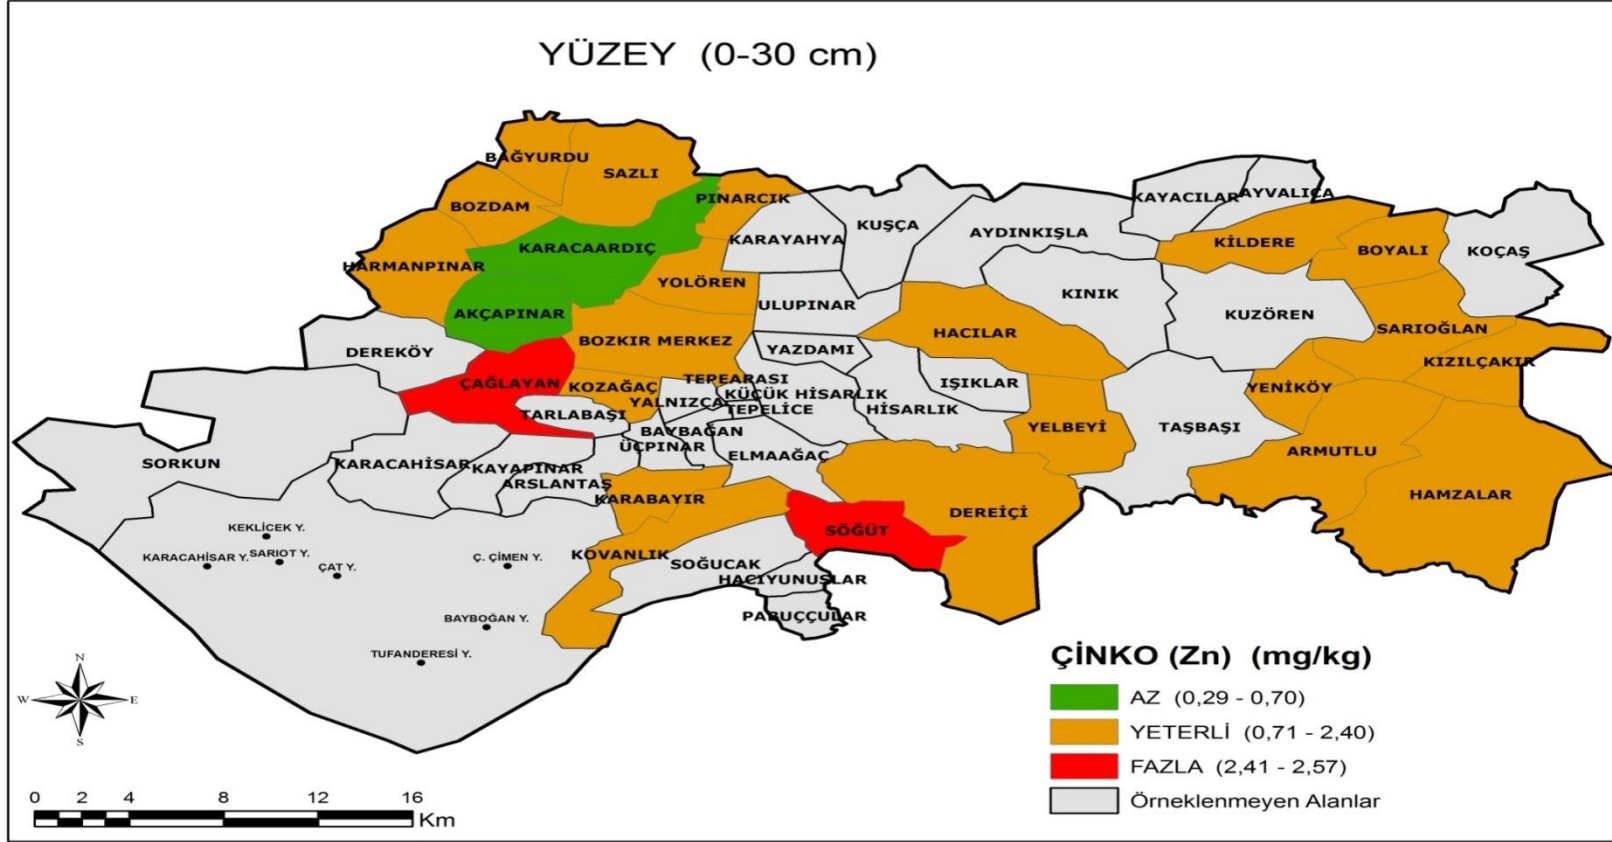 YÜZEY (0-30 cm)
BAĞYURDU
SAZLI
BOZDAM
PINARCIK
KAYACILAR
AYVALICA
KARACAARDIÇ
KARAYAHYA
KUŞÇA
AYDINKIŞLA
KİLDERE
BOYALI
KOÇAŞ
HARMANPINAR
YOLÖREN
KINIK
AKÇAPINAR
ULUPINAR
KUZÖREN
DEREKÖY
BOZKIR MERKEZ
HACILAR
SARIOĞLAN
YAZDAMI
KIZILÇAKIR
ÇAĞLAYAN
KOZAĞAÇ
TEPEARASI
IŞIKLAR
YENİKÖY
KÜÇÜK HİSARLIK
YALNIZCA
TEPELİCE
HİSARLIK
TARLABAŞI
YELBEYİ
TAŞBAŞI
BAYBAĞAN
ÜÇPINAR
ELMAAĞAÇ
ARMUTLU
SORKUN
KARACAHİSAR
KAYAPINAR
ARSLANTAŞ
KARABAYIR
HAMZALAR
DEREİÇİ
SÖĞÜT
KEKLİCEK Y.
KARACAHİSAR Y.
SARIOT Y.
ÇAT Y.
Ç. ÇİMEN Y.
KOVANLIK
SOĞUCAK
HACIYUNUSLAR
PABUÇÇULAR
BAYBOĞAN Y.
TUFANDERESİ Y.
N
W
E
S
0 2 4 8 12 16
Km
ÇİNKO (Zn) (mg/kg)
AZ (0,29 - 0,70)
YETERLİ (0,71 - 2,40)
FAZLA (2,41 - 2,57)
Örneklenmeyen Alanlar